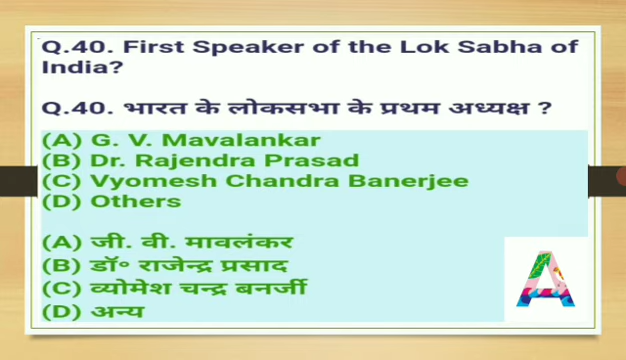 Q.40. First Speaker of the Lok Sabha of
India?
Q.40. भारत के लोकसभा के प्रथम अध्यक्ष ?
(A) G. V. Mavalankar
(B) Dr. Rajendra Prasad
(C) Vyomesh Chandra Banerjee
(D) Others
(A) जी. वी. मावलंकर
(B) डॉ॰ राजेन्द्र प्रसाद
(C) व्योमेश चन्द्र बनर्जी
(D) अन्य
A